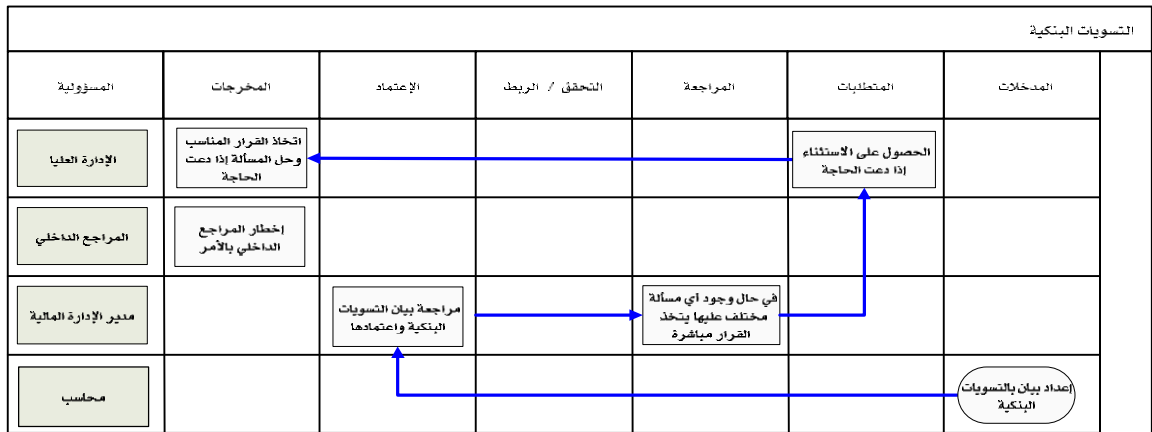 التسويات البنكية
المدخلات
المتطلبات
المراجعة
التحقق / الربط
الإعتماد
المخرجات
المسؤولية
الحصول على الاستثناء
إذا دعت الحاجة
اتخاذ القرار المناسب
وحل المسألة إذا دعت
الحاجة
الإدارة العليا
إخطار المراجع
الداخلي بالأمر
المراجع الداخلي
في حال وجود أي مسألة
مختلف عليها يتخذ
القرار مباشرة
مراجعة بيان التسويات
البنكية واعتمادها
مدير الإدارة المالية
إعداد بيان بالتسويات
البنكية
محاسب